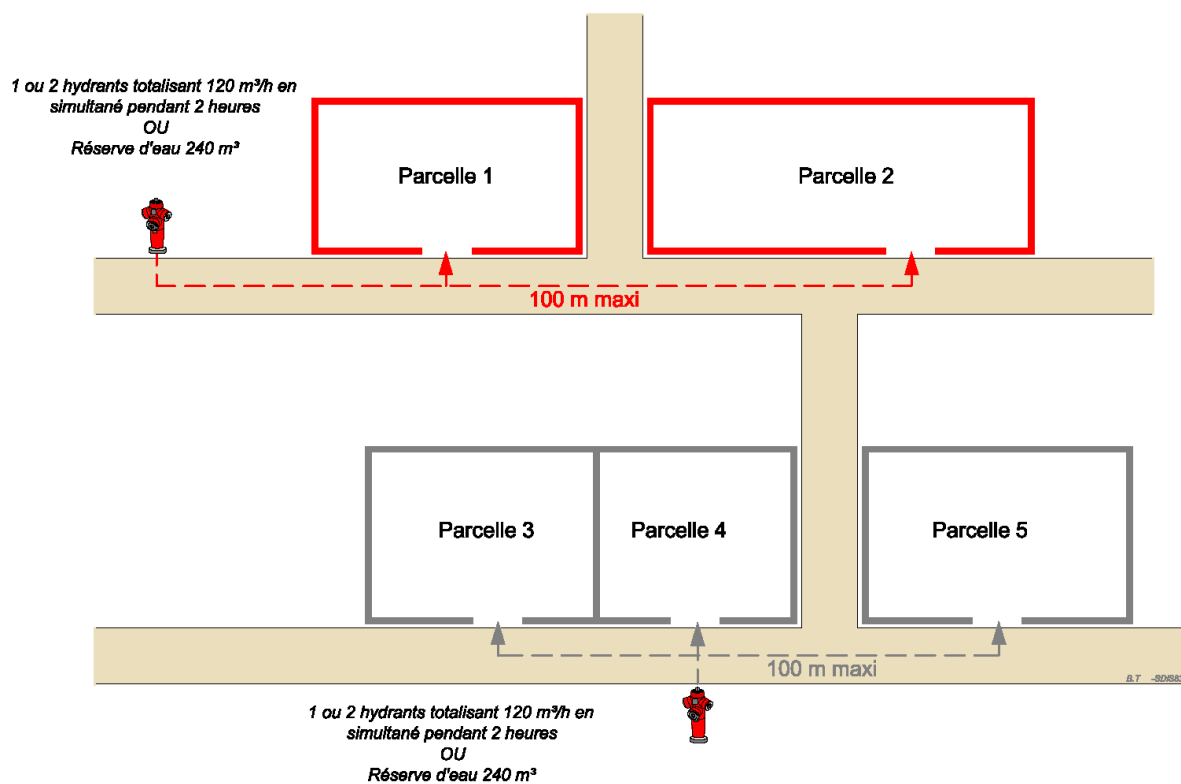 1 ou 2 hydrants totalisant 120 m³/h en
simultané pendant 2 heures
OU
Réserve d'eau 240 m³
Parcelle 1
Parcelle 2
100 m maxi
Parcelle 3
Parcelle 4
Parcelle 5
100 m maxi
B.T -SDIS83
1 ou 2 hydrants totalisant 120 m³/h en
simultané pendant 2 heures
OU
Réserve d'eau 240 m³